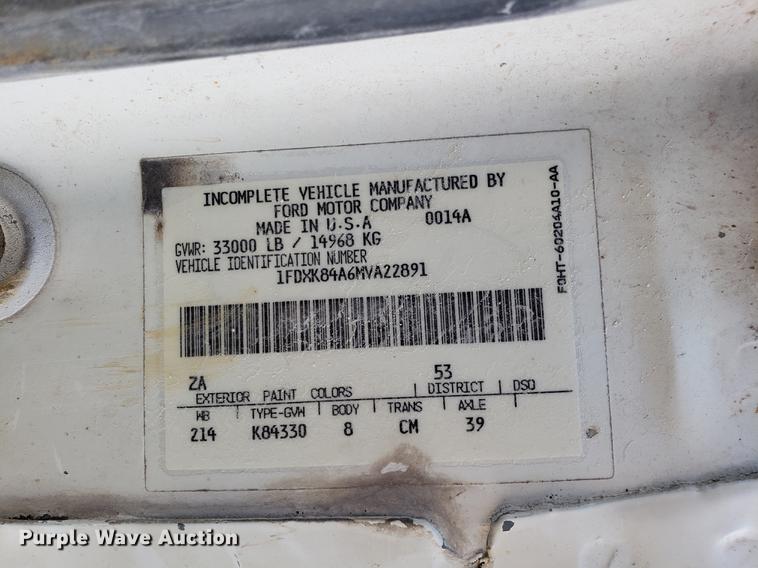 INCOMPLETE VEHICLE MANUFACTURED BY
FORD MOTOR COMPANY
MADE IN U.S.A 0014A
GVWR: 33000 LB / 14968 KG
VEHICLE IDENTIFICATION NUMBER
1FDXK84A6MVA22891
F0HT-60204A10-AA
ZA 53
EXTERIOR PAINT COLORS DISTRICT DSO
WB TYPE-GVW BODY TRANS AXLE
214 K84330 8 CM 39
Purple Wave Auction